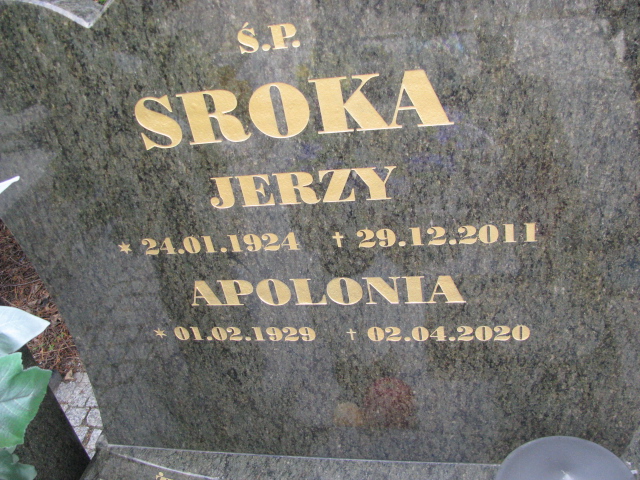 Ś.P.
SROKA
JERZY
* 24.01.1924 † 29.12.2011
APOLONIA
* 01.02.1929 † 02.04.2020